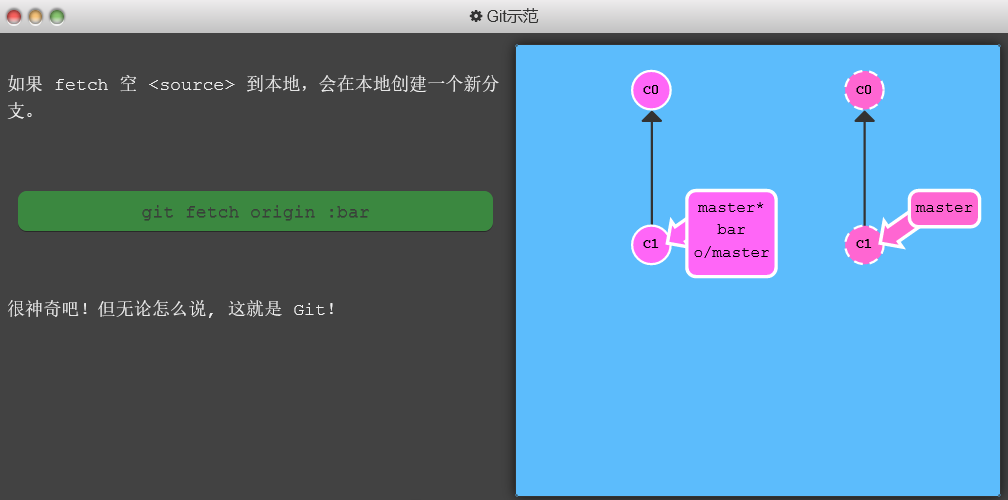 Git示范
如果 fetch 空 <source> 到本地，会在本地创建一个新分
支。
git fetch origin :bar
很神奇吧！但无论怎么说, 这就是 Git！
c0
c1
master*
bar
o/master
c0
c1
master